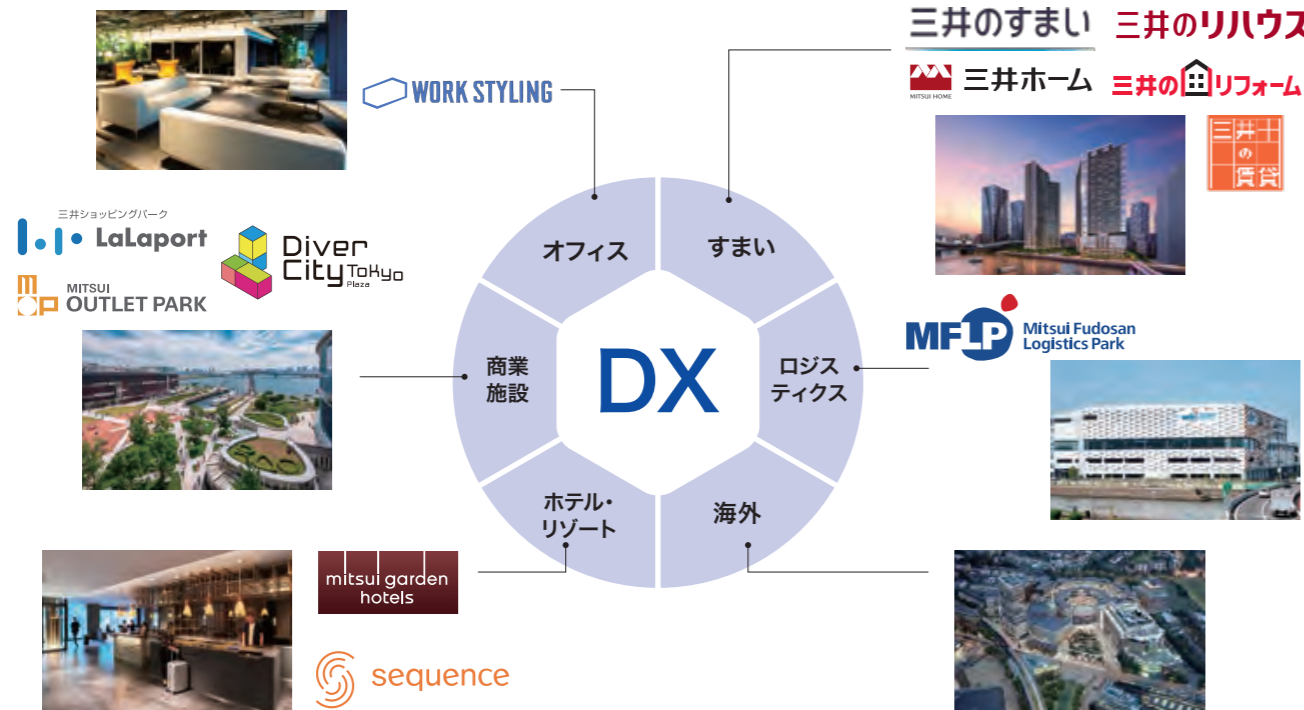 WORK STYLING
三井のすまい
三井のリハウス
MITSUI HOME
三井ホーム
三井のリフォーム
三井の賃貸
三井ショッピングパーク
LaLaport
Diver
City Tokyo
Plaza
MITSUI
OUTLET PARK
オフィス
すまい
商業
施設
DX
ロジス
ティクス
ホテル・
リゾート
海外
MFLP
Mitsui Fudosan
Logistics Park
mitsui garden
hotels
sequence